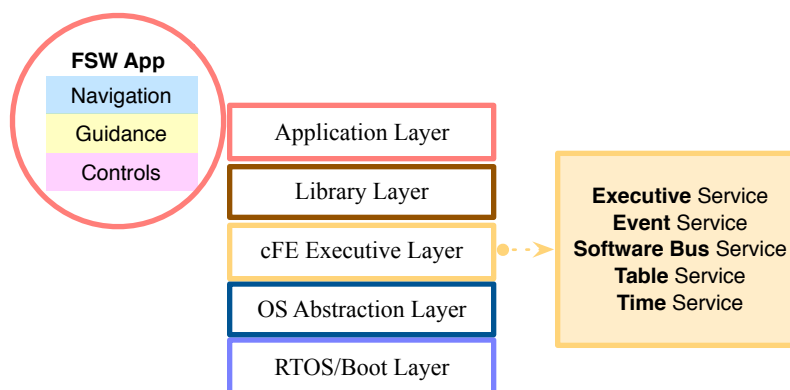 FSW App
Navigation
Guidance
Controls
Application Layer
Library Layer
cFE Executive Layer
OS Abstraction Layer
RTOS/Boot Layer
Executive Service
Event Service
Software Bus Service
Table Service
Time Service